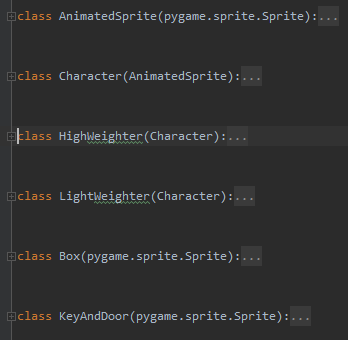 class AnimatedSprite(pygame.sprite.Sprite):...
class Character(AnimatedSprite):...
class HighWeighter(Character):...
class LightWeighter(Character):...
class Box(pygame.sprite.Sprite):...
class KeyAndDoor(pygame.sprite.Sprite):...